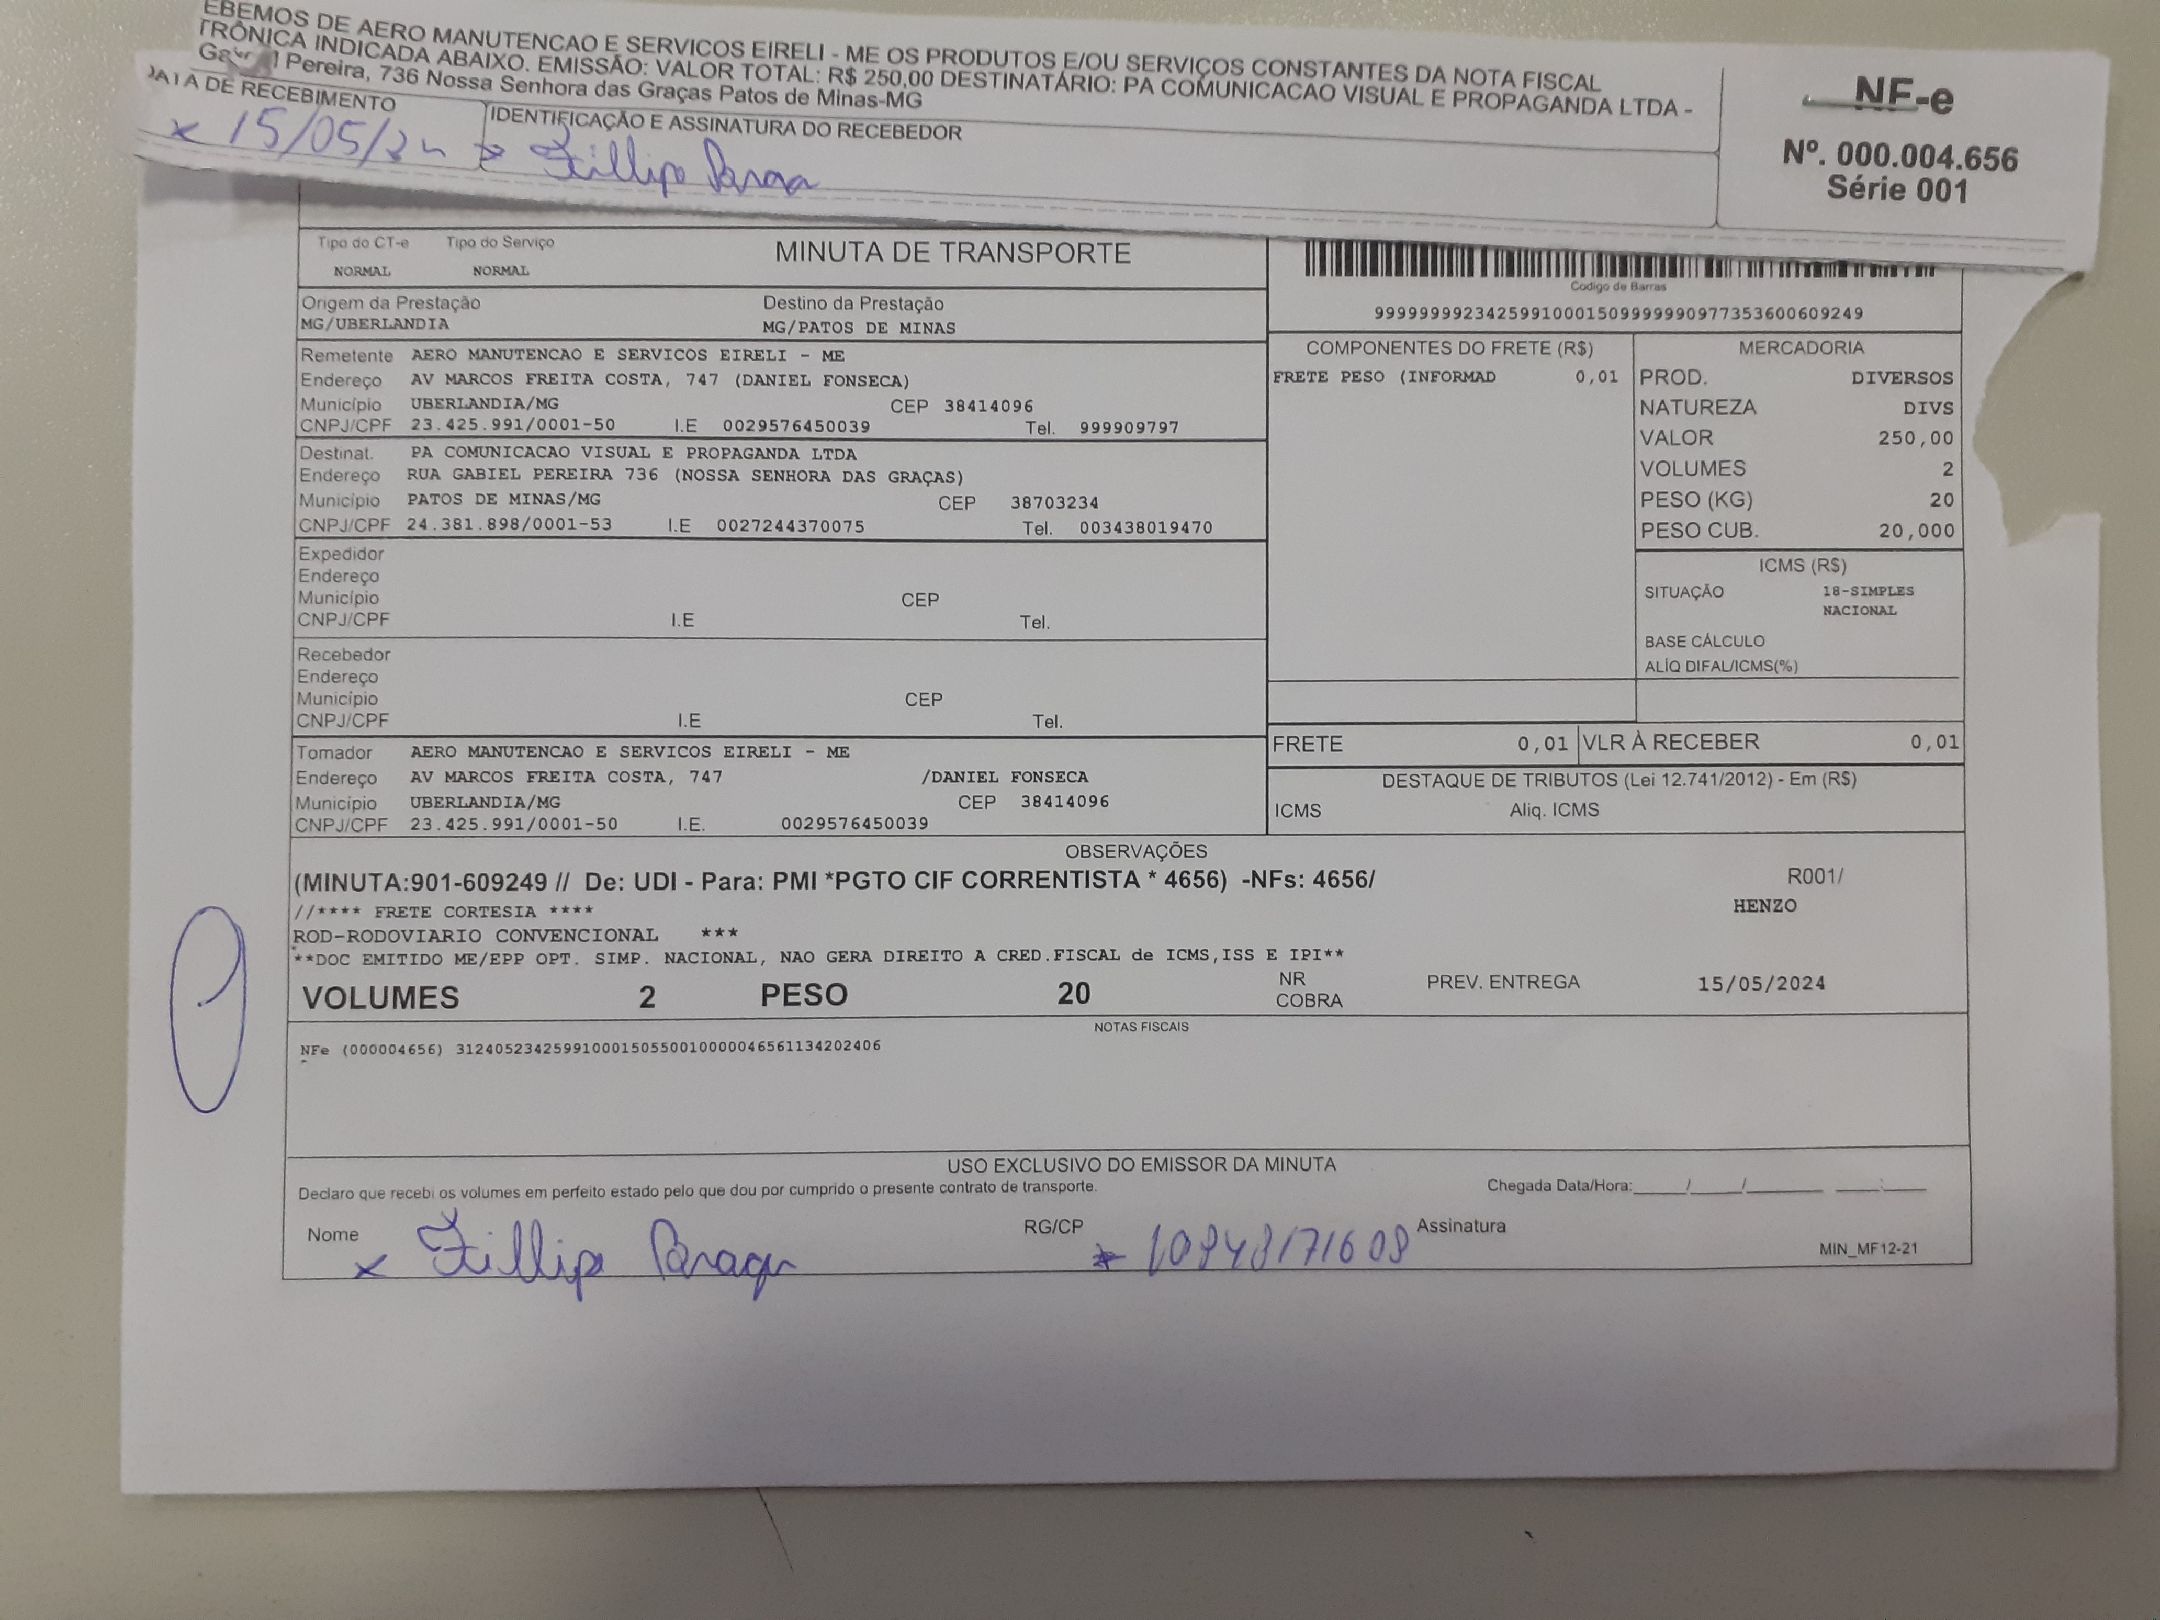 EBEMOS DE AERO MANUTENCAO E SERVICOS EIRELI - ME OS PRODUTOS E/OU SERVIÇOS CONSTANTES DA NOTA FISCAL
TRÔNICA INDICADA ABAIXO. EMISSÃO: VALOR TOTAL: R$ 250,00 DESTINATÁRIO: PA COMUNICACAO VISUAL E PROPAGANDA LTDA -
Pereira, 736 Nossa Senhora das Graças Patos de Minas-MG
NF-e
Nº. 000.004.656
Série 001
DATA DE RECEBIMENTO IDENTIFICAÇÃO E ASSINATURA DO RECEBEDOR
x 15/05/24 x Fillipe
Tipo do CT-e Tipo do Serviço MINUTA DE TRANSPORTE
NORMAL NORMAL
Codigo de Barras
999999992342599100015099999990977353600609249
Origem da Prestação Destino da Prestação
MG/UBERLANDIA MG/PATOS DE MINAS
Remetente AERO MANUTENCAO E SERVICOS EIRELI - ME
Endereço AV MARCOS FREITA COSTA, 747 (DANIEL FONSECA)
Município UBERLANDIA/MG CEP 38414096
CNPJ/CPF 23.425.991/0001-50 I.E 0029576450039 Tel. 999909797
Destinat. PA COMUNICACAO VISUAL E PROPAGANDA LTDA
Endereço RUA GABIEL PEREIRA 736 (NOSSA SENHORA DAS GRAÇAS)
Município PATOS DE MINAS/MG CEP 38703234
CNPJ/CPF 24.381.898/0001-53 I.E 0027244370075 Tel. 003438019470
Expedidor
Endereço
Município CEP
CNPJ/CPF I.E Tel.
Recebedor
Endereço
Município CEP
CNPJ/CPF I.E Tel.
Tomador AERO MANUTENCAO E SERVICOS EIRELI - ME
Endereço AV MARCOS FREITA COSTA, 747 /DANIEL FONSECA
Município UBERLANDIA/MG CEP 38414096
CNPJ/CPF 23.425.991/0001-50 I.E. 0029576450039
COMPONENTES DO FRETE (R$)
FRETE PESO (INFORMAD 0,01
MERCADORIA
PROD. DIVERSOS
NATUREZA DIVS
VALOR 250,00
VOLUMES 2
PESO (KG) 20
PESO CUB. 20,000
ICMS (R$)
SITUAÇÃO 18-SIMPLES
NACIONAL
BASE CÁLCULO
ALÍQ DIFAL/ICMS(%)
FRETE 0,01 VLR À RECEBER 0,01
DESTAQUE DE TRIBUTOS (Lei 12.741/2012) - Em (R$)
ICMS Aliq. ICMS
OBSERVAÇÕES
(MINUTA:901-609249 // De: UDI - Para: PMI *PGTO CIF CORRENTISTA * 4656) -NFs: 4656/ R001/
//**** FRETE CORTESIA **** HENZO
ROD-RODOVIARIO CONVENCIONAL ***
**DOC EMITIDO ME/EPP OPT. SIMP. NACIONAL, NAO GERA DIREITO A CRED.FISCAL de ICMS,ISS E IPI**
VOLUMES 2 PESO 20 NR COBRA PREV. ENTREGA 15/05/2024
NOTAS FISCAIS
NFe (000004656) 31240523425991000150550010000046561134202406
USO EXCLUSIVO DO EMISSOR DA MINUTA
Declaro que recebi os volumes em perfeito estado pelo que dou por cumprido o presente contrato de transporte. Chegada Data/Hora:____/____/______ ____:____
Nome x Fillipe RG/CP x 10943171608 Assinatura
MIN_MF12-21